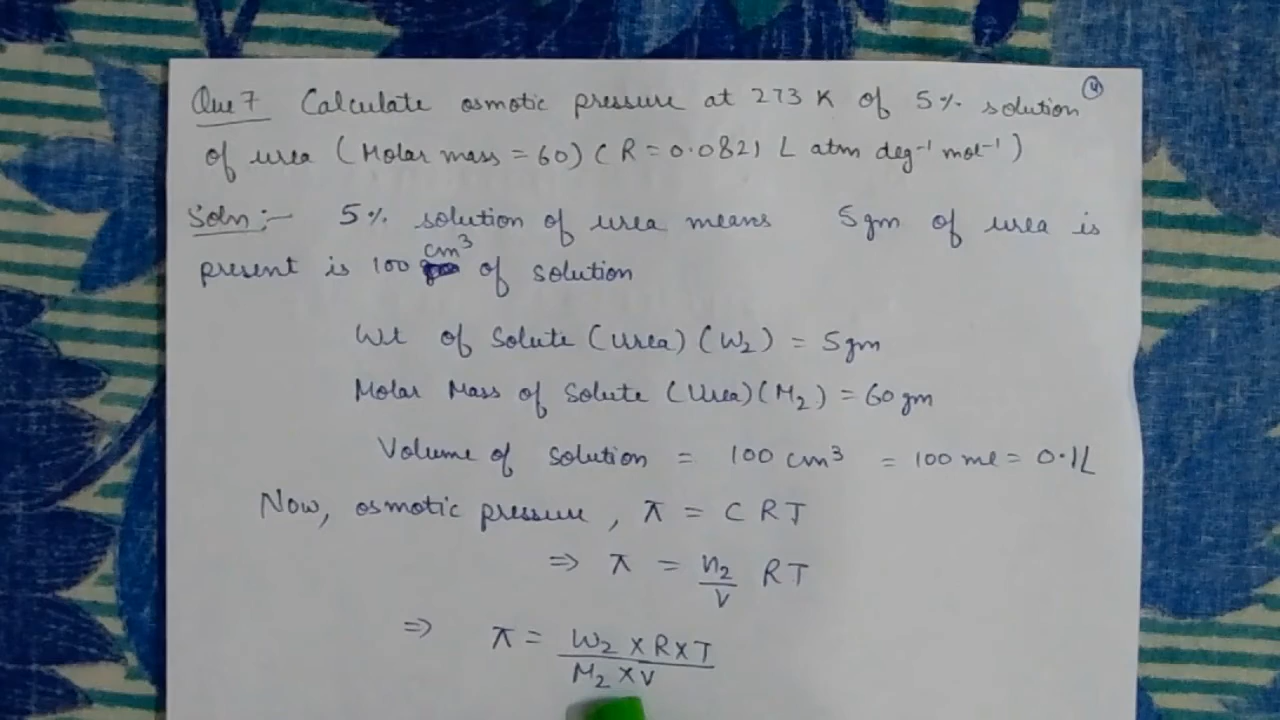 Que 7 Calculate osmotic pressure at 273 K of 5% solution (4)
of urea (Molar mass = 60) (R = 0.0821 L atm deg⁻¹ mol⁻¹)
Soln :- 5% solution of urea means 5gm of urea is
present is 100 cm³ of solution
Wt of Solute (Urea) (W₂) = 5gm
Molar Mass of Solute (Urea) (M₂) = 60 gm
Volume of solution = 100 cm³ = 100 ml = 0.1L
Now, osmotic pressure, π = C R T
⇒ π = n₂/V RT
⇒ π = W₂ × R × T / M₂ × V